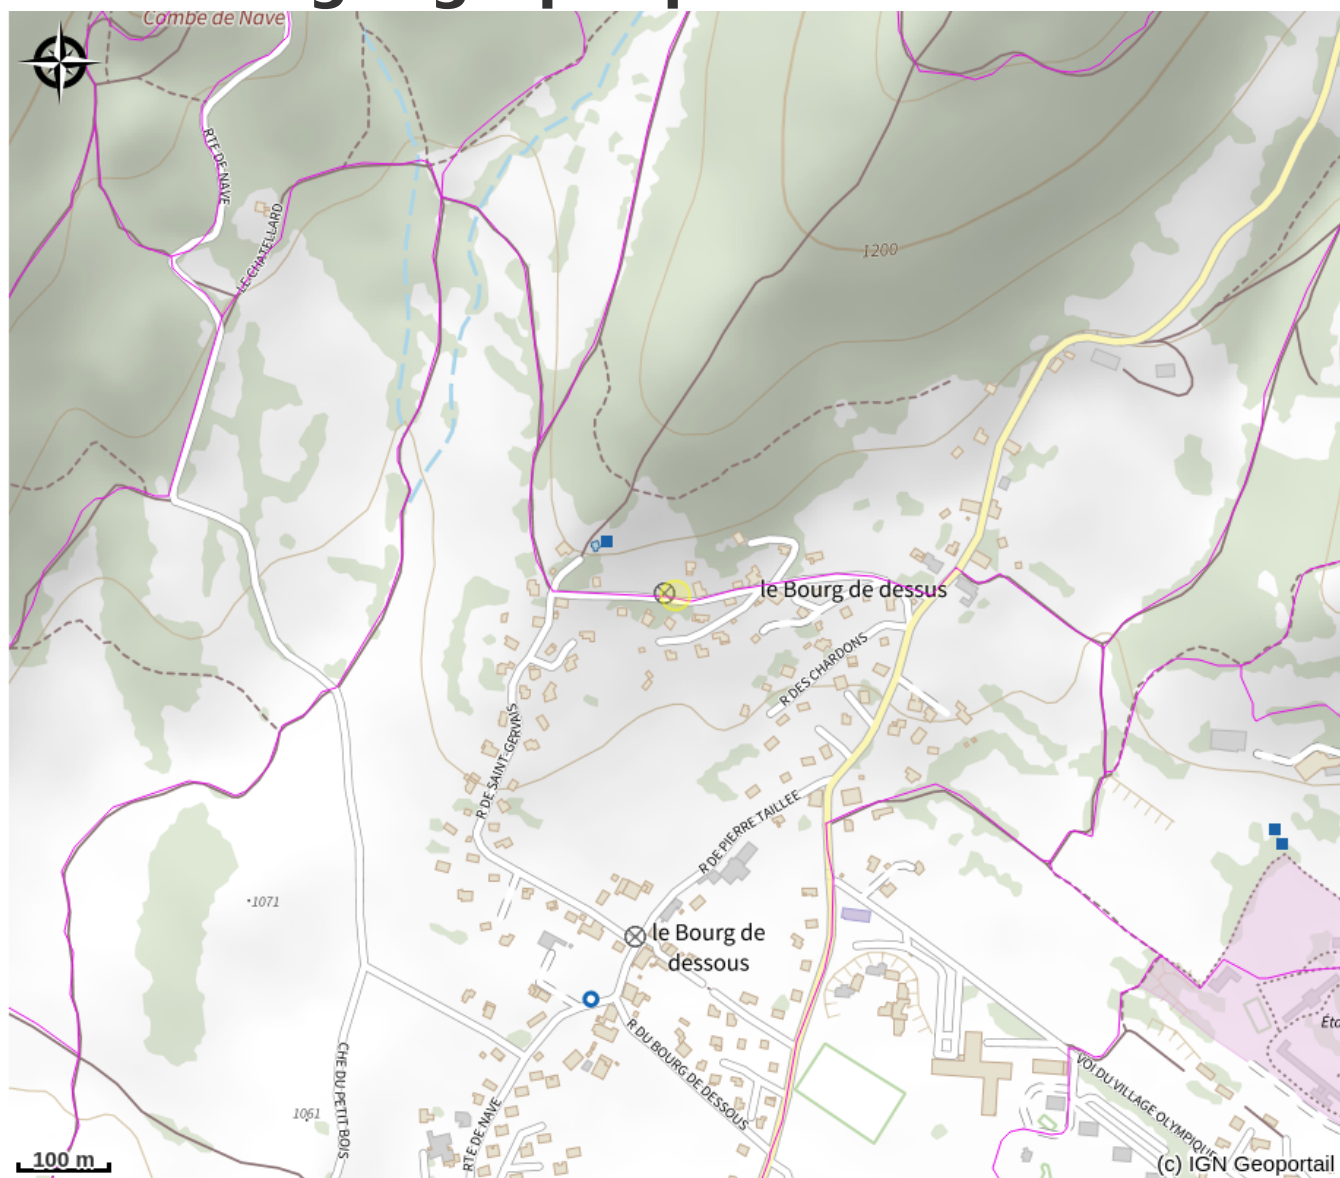 Combe de Nave
RTE DE NAVE
LE CHATELLARD
1200
le Bourg de dessus
R DES CHARDONS
R DE SAINT-GERVAIS
R DE PIERRE TAILLEE
1071
le Bourg de
dessous
R DU BOURG DE DESSOUS
CHE DU PETIT BOIS
1061
RTE DE NAVE
VOI DU VILLAGE OLYMPIQUE
100 m
(c) IGN Geoportail